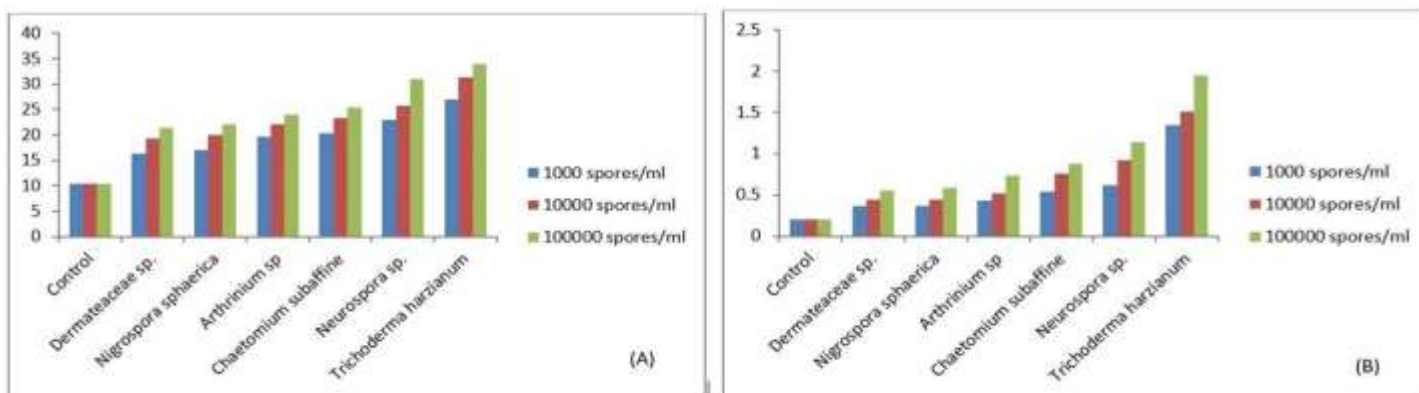 40
35
30
25
20
15
10
5
0
Control
Dermateaceae sp.
Nigrospora sphaerica
Arthrinium sp
Chaetomium subaffine
Neurospora sp.
Trichoderma harzianum
1000 spores/ml
10000 spores/ml
100000 spores/ml
(A)
2.5
2
1.5
1
0.5
0
Control
Dermateaceae sp.
Nigrospora sphaerica
Arthrinium sp
Chaetomium subaffine
Neurospora sp.
Trichoderma harzianum
1000 spores/ml
10000 spores/ml
100000 spores/ml
(B)